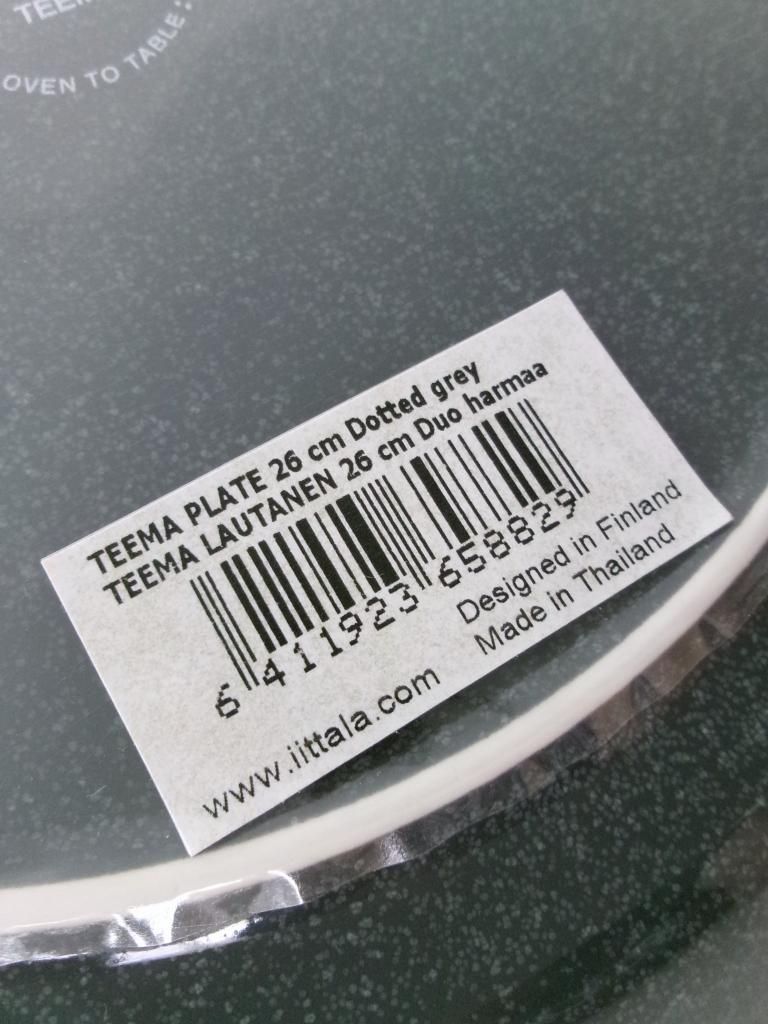 OVEN TO TABLE
TEEMA PLATE 26 cm Dotted grey
TEEMA LAUTANEN 26 cm Duo harmaa
6 411923 658829
Designed in Finland
Made in Thailand
www.iittala.com